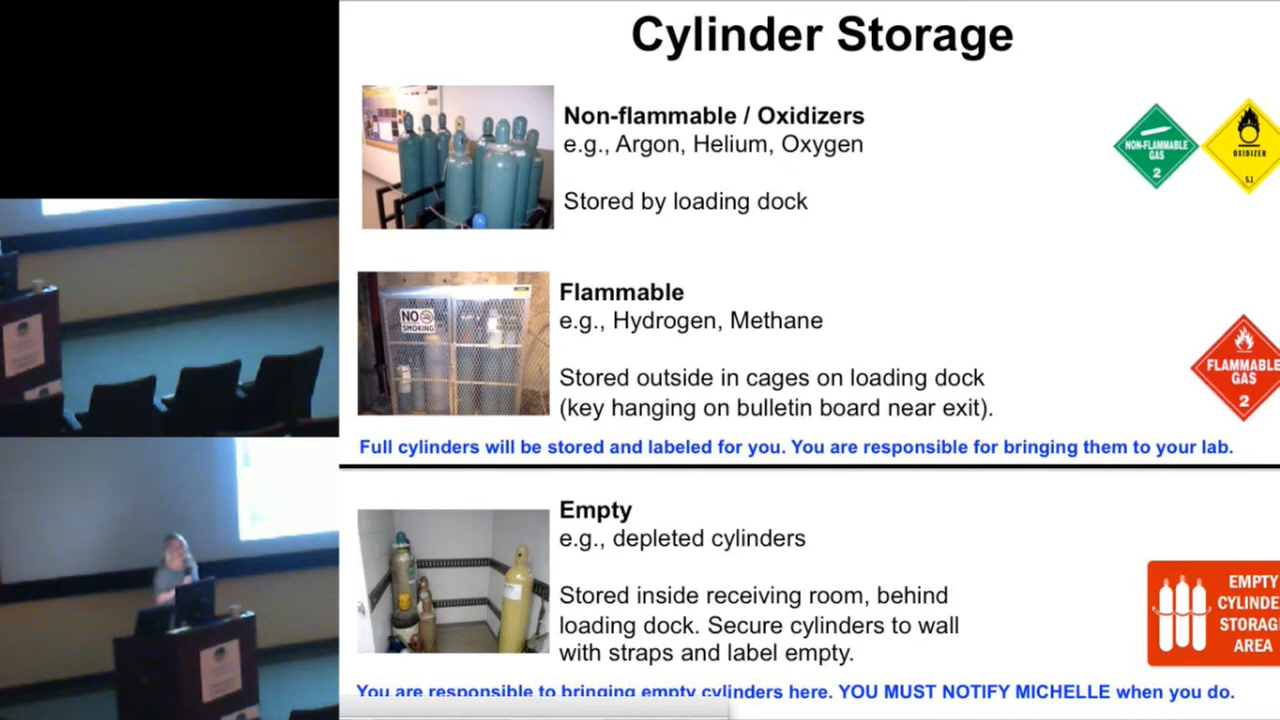 Cylinder Storage
Non-flammable / Oxidizers
e.g., Argon, Helium, Oxygen
Stored by loading dock
NON-FLAMMABLE
GAS
2
OXIDIZER
5.1
NO
SMOKING
Flammable
e.g., Hydrogen, Methane
Stored outside in cages on loading dock
(key hanging on bulletin board near exit).
FLAMMABLE
GAS
2
Full cylinders will be stored and labeled for you. You are responsible for bringing them to your lab.
Empty
e.g., depleted cylinders
Stored inside receiving room, behind
loading dock. Secure cylinders to wall
with straps and label empty.
EMPTY
CYLINDE
STORAG
AREA
You are responsible to bringing empty cylinders here. YOU MUST NOTIFY MICHELLE when you do.